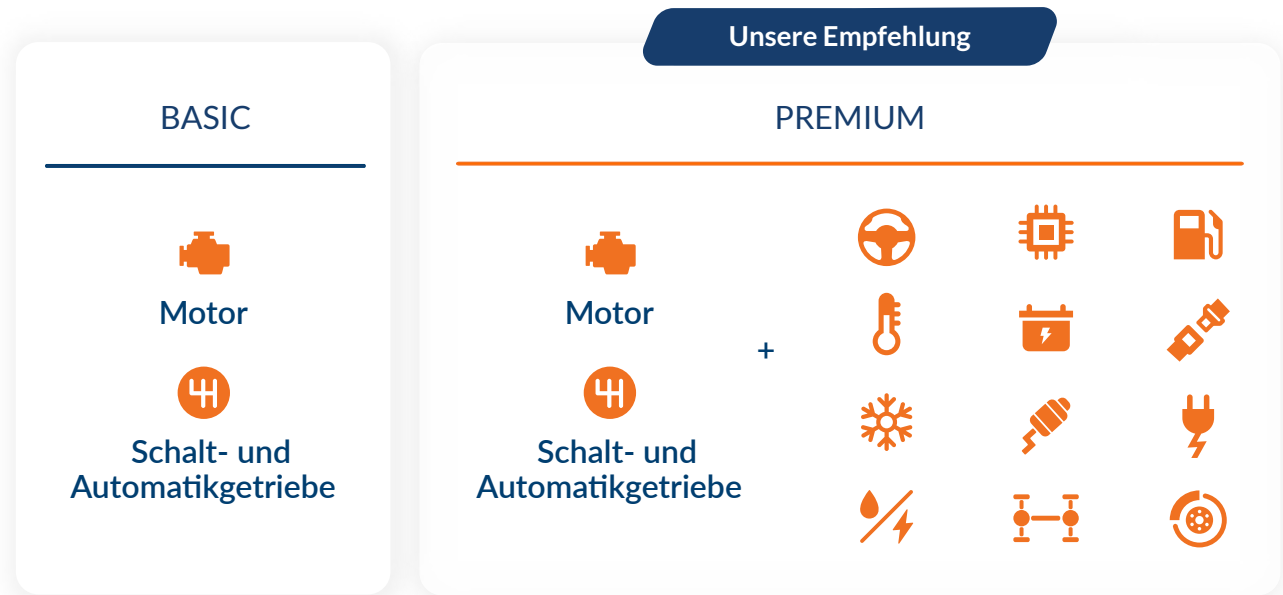 Unsere Empfehlung
BASIC
Motor
Schalt- und
Automatikgetriebe
PREMIUM
Motor
Schalt- und
Automatikgetriebe
+